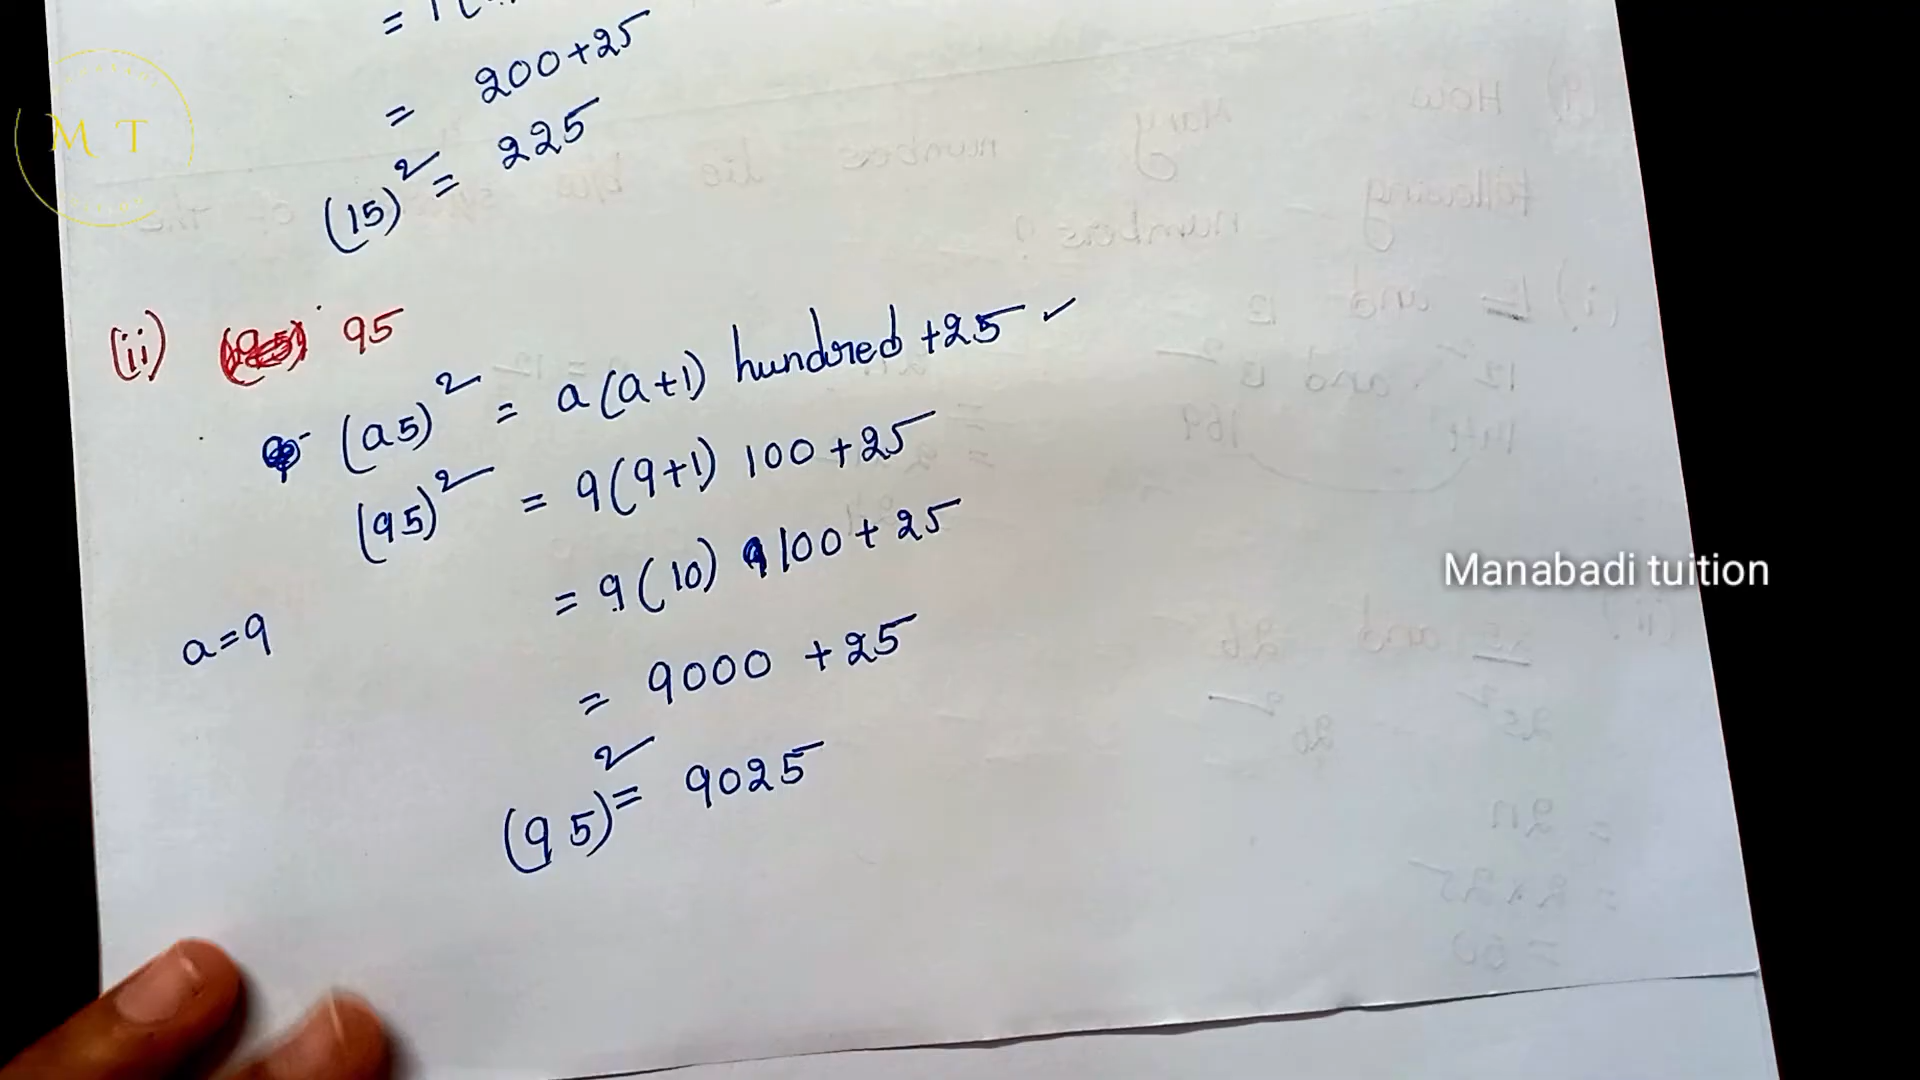 = 200+25
M T
(15)² = 225
(ii) 95
(a5)² = a(a+1) hundred +25 ✓
(95)² = 9(9+1) 100 +25
= 9(10) 100 + 25
a=9
= 9000 +25
(95)² = 9025
Manabadi tuition